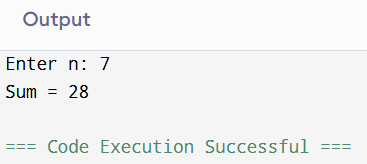 Output
Enter n: 7
Sum = 28
=== Code Execution Successful ===